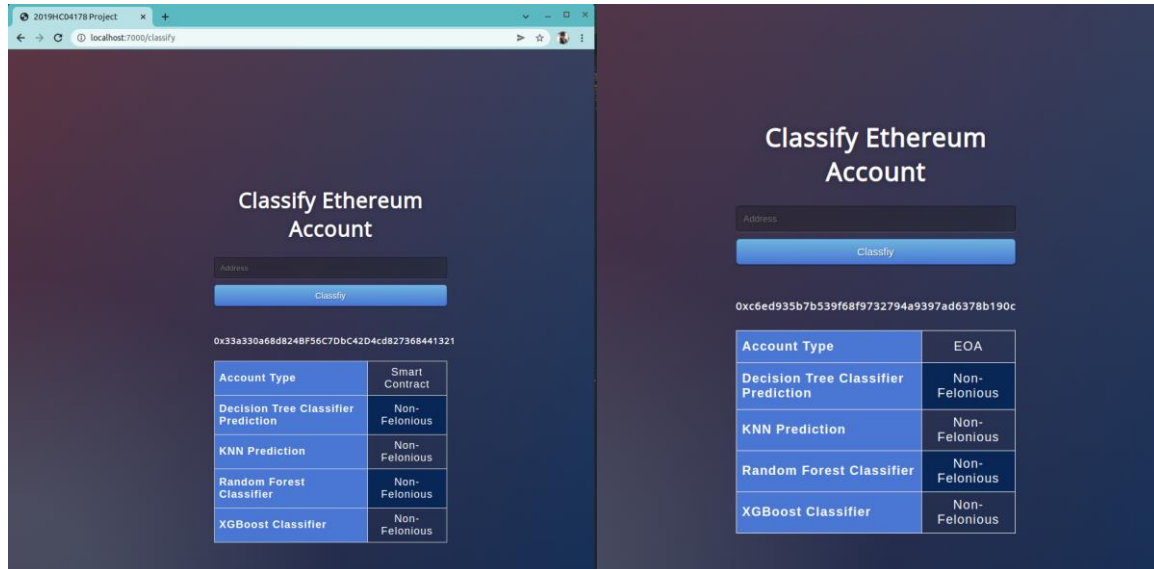 2019HC04178 Project
localhost:7000/classify
Classify Ethereum
Account
Address
Classfiy
0x33a330a68d824BF56C7DbC42D4cd827368441321
Account Type Smart
Contract
Decision Tree Classifier
Prediction Non-
Felonious
KNN Prediction Non-
Felonious
Random Forest
Classifier Non-
Felonious
XGBoost Classifier Non-
Felonious
Classify Ethereum
Account
Address
Classfiy
0xc6ed935b7b539f68f9732794a9397ad6378b190c
Account Type EOA
Decision Tree Classifier
Prediction Non-
Felonious
KNN Prediction Non-
Felonious
Random Forest Classifier Non-
Felonious
XGBoost Classifier Non-
Felonious